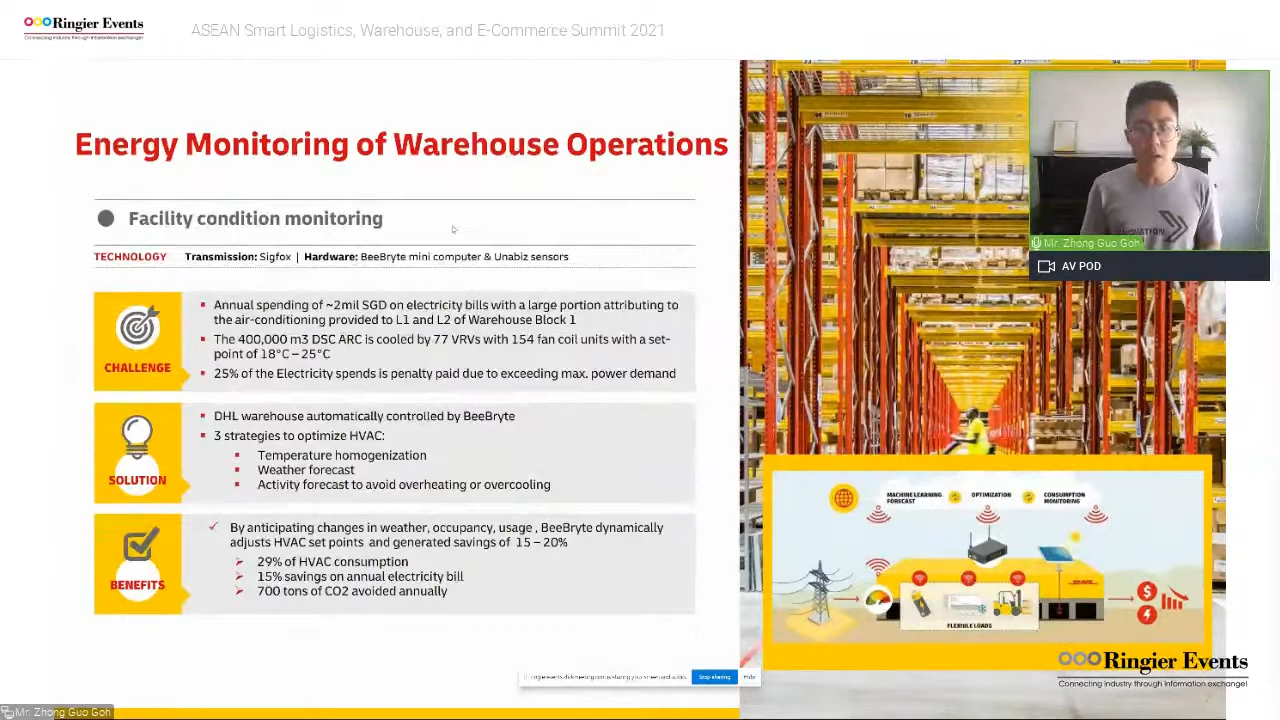 Ringier Events
Connecting industry through information exchange!
ASEAN Smart Logistics, Warehouse, and E-Commerce Summit 2021
Energy Monitoring of Warehouse Operations
Facility condition monitoring
TECHNOLOGY Transmission: Sigfox | Hardware: BeeBryte mini computer & Unabiz sensors
CHALLENGE
Annual spending of ~2mil SGD on electricity bills with a large portion attributing to
the air-conditioning provided to L1 and L2 of Warehouse Block 1
The 400,000 m3 DSC ARC is cooled by 77 VRVs with 154 fan coil units with a set-
point of 18°C – 25°C
25% of the Electricity spends is penalty paid due to exceeding max. power demand
SOLUTION
DHL warehouse automatically controlled by BeeBryte
3 strategies to optimize HVAC:
Temperature homogenization
Weather forecast
Activity forecast to avoid overheating or overcooling
BENEFITS
By anticipating changes in weather, occupancy, usage , BeeBryte dynamically
adjusts HVAC set points and generated savings of 15 – 20%
29% of HVAC consumption
15% savings on annual electricity bill
700 tons of CO2 avoided annually
Mr. Zhong Guo Goh
AV POD
MACHINE LEARNING
FORECAST
OPTIMIZATION
CONSUMPTION
MONITORING
DHL
FLEXIBLE LOADS
Ringier Events
Connecting industry through information exchange!
Stop sharing
Hide
Mr. Zhong Guo Goh